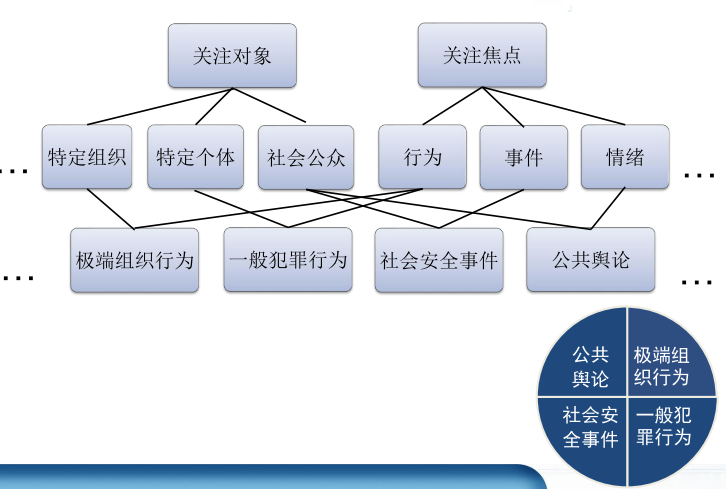 关注对象
关注焦点
特定组织
特定个体
社会公众
行为
事件
情绪
...
...
极端组织行为
一般犯罪行为
社会安全事件
公共舆论
...
...
公共
舆论
极端组
织行为
社会安
全事件
一般犯
罪行为